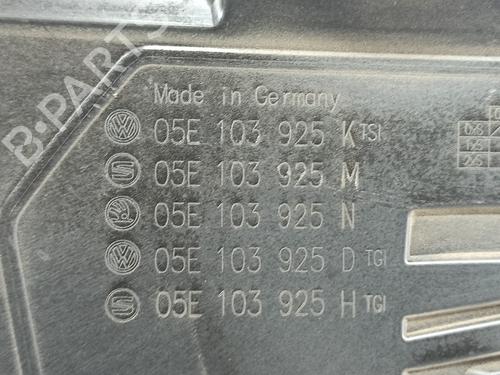 Made in Germany
05E 103 925 K TSI
05E 103 925 M
05E 103 925 N
05E 103 925 D TGI
05E 103 925 H TGI
B-PARTS